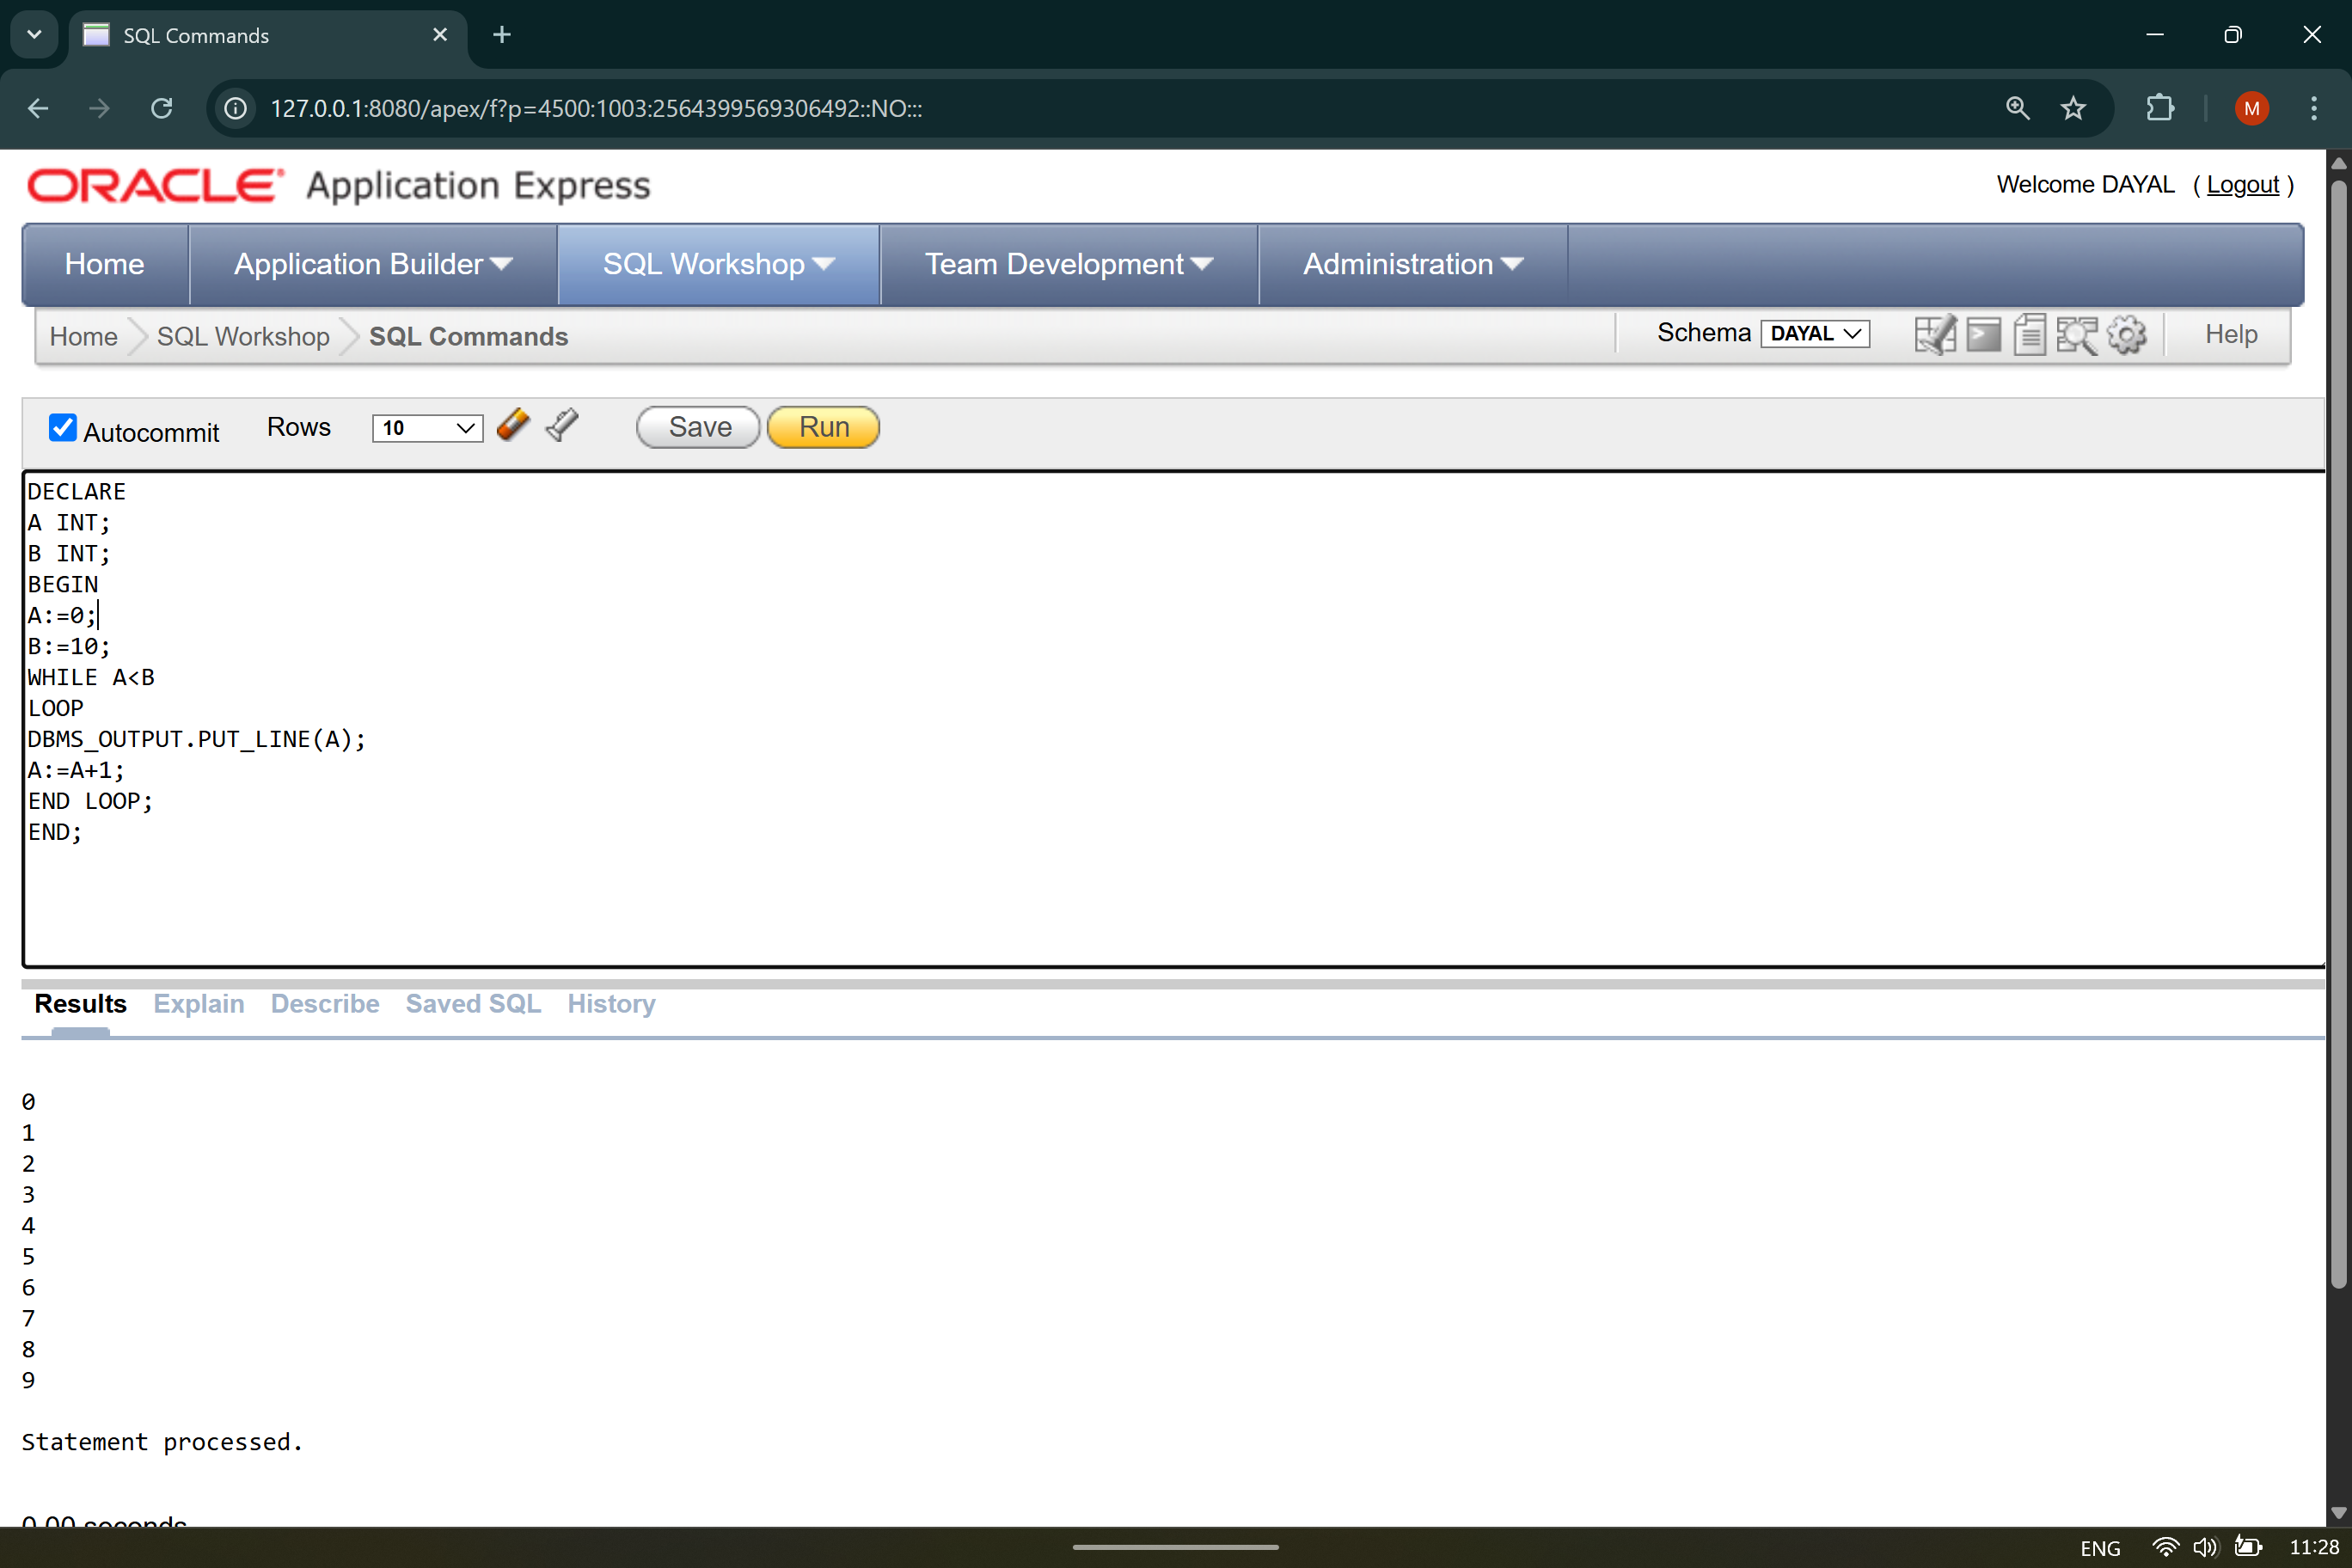 SQL Commands
127.0.0.1:8080/apex/f?p=4500:1003:2564399569306492::NO:::
M
ORACLE Application Express
Welcome DAYAL ( Logout )
Home Application Builder SQL Workshop Team Development Administration
Home SQL Workshop SQL Commands Schema DAYAL Help
Autocommit Rows 10 Save Run
DECLARE
A INT;
B INT;
BEGIN
A:=0;
B:=10;
WHILE A<B
LOOP
DBMS_OUTPUT.PUT_LINE(A);
A:=A+1;
END LOOP;
END;
Results Explain Describe Saved SQL History
0
1
2
3
4
5
6
7
8
9
Statement processed.
0.00 seconds
ENG 11:28